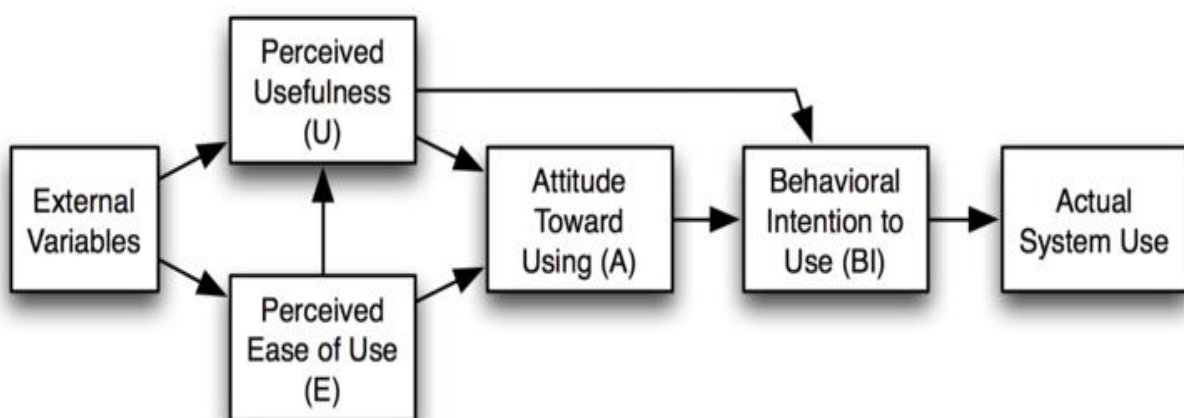 Perceived
Usefulness
(U)
External
Variables
Perceived
Ease of Use
(E)
Attitude
Toward
Using (A)
Behavioral
Intention to
Use (BI)
Actual
System Use